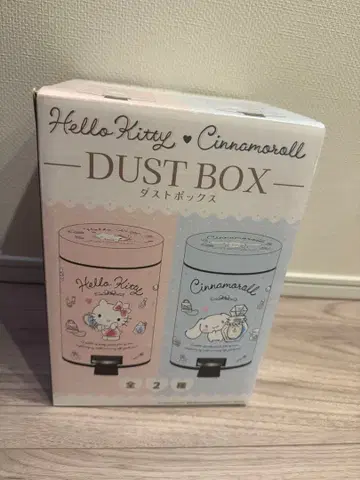 Hello Kitty ♥ Cinnamoroll
DUST BOX
ダストボックス
Hello Kitty
Cinnamoroll
全2種